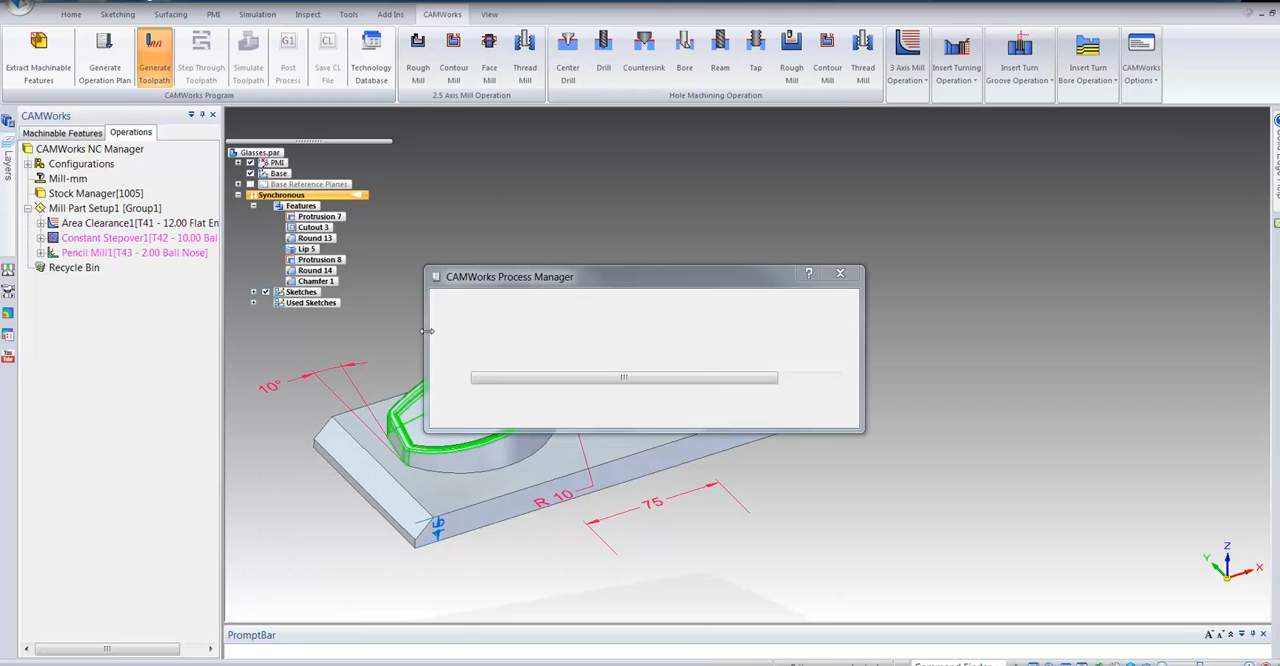 Home Sketching Surfacing PMI Simulation Inspect Tools Add Ins CAMWorks View
Extract Machinable Features
Generate Operation Plan
Generate Toolpath
Step Through Toolpath
Simulate Toolpath
G1
Post Process
CL
Save CL File
Technology Database
Rough Mill
Contour Mill
Face Mill
Thread Mill
Center Drill
Drill
Countersink
Bore
Ream
Tap
Rough Mill
Contour Mill
Thread Mill
3 Axis Mill Operation
Insert Turning Operation
Insert Turn Groove Operation
Insert Turn Bore Operation
CAMWorks Options
CAMWorks Program
2.5 Axis Mill Operation
Hole Machining Operation
CAMWorks
Machinable Features Operations
Layers
CAMWorks NC Manager
Configurations
Mill-mm
Stock Manager[1005]
Mill Part Setup1 [Group1]
Area Clearance1[T41 - 12.00 Flat En
Constant Stepover1[T42 - 10.00 Bal
Pencil Mill1[T43 - 2.00 Ball Nose]
Recycle Bin
Glasses.par
PMI
Base
Base Reference Planes
Synchronous
Features
Protrusion 7
Cutout 3
Round 13
Lip 5
Protrusion 8
Round 14
Chamfer 1
Sketches
Used Sketches
CAMWorks Process Manager
10°
R 10
75
Z
Y
X
You Tube
PromptBar
Command Finder